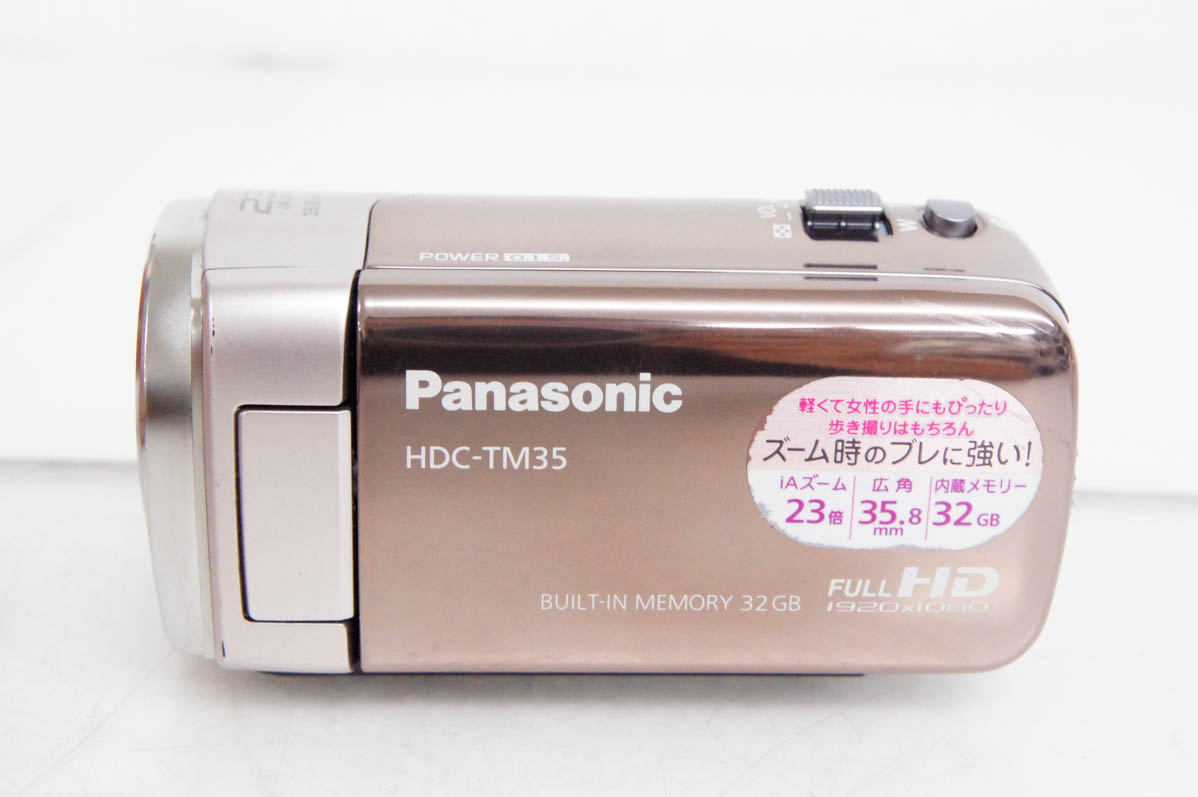 POWER O.I.S.
VOL
W
Panasonic
HDC-TM35
軽くて女性の手にもぴったり
歩き撮りはもちろん
ズーム時のブレに強い!
iAズーム 広角 内蔵メモリー
23倍 35.8mm 32GB
BUILT-IN MEMORY 32GB
FULL HD
1920x1080